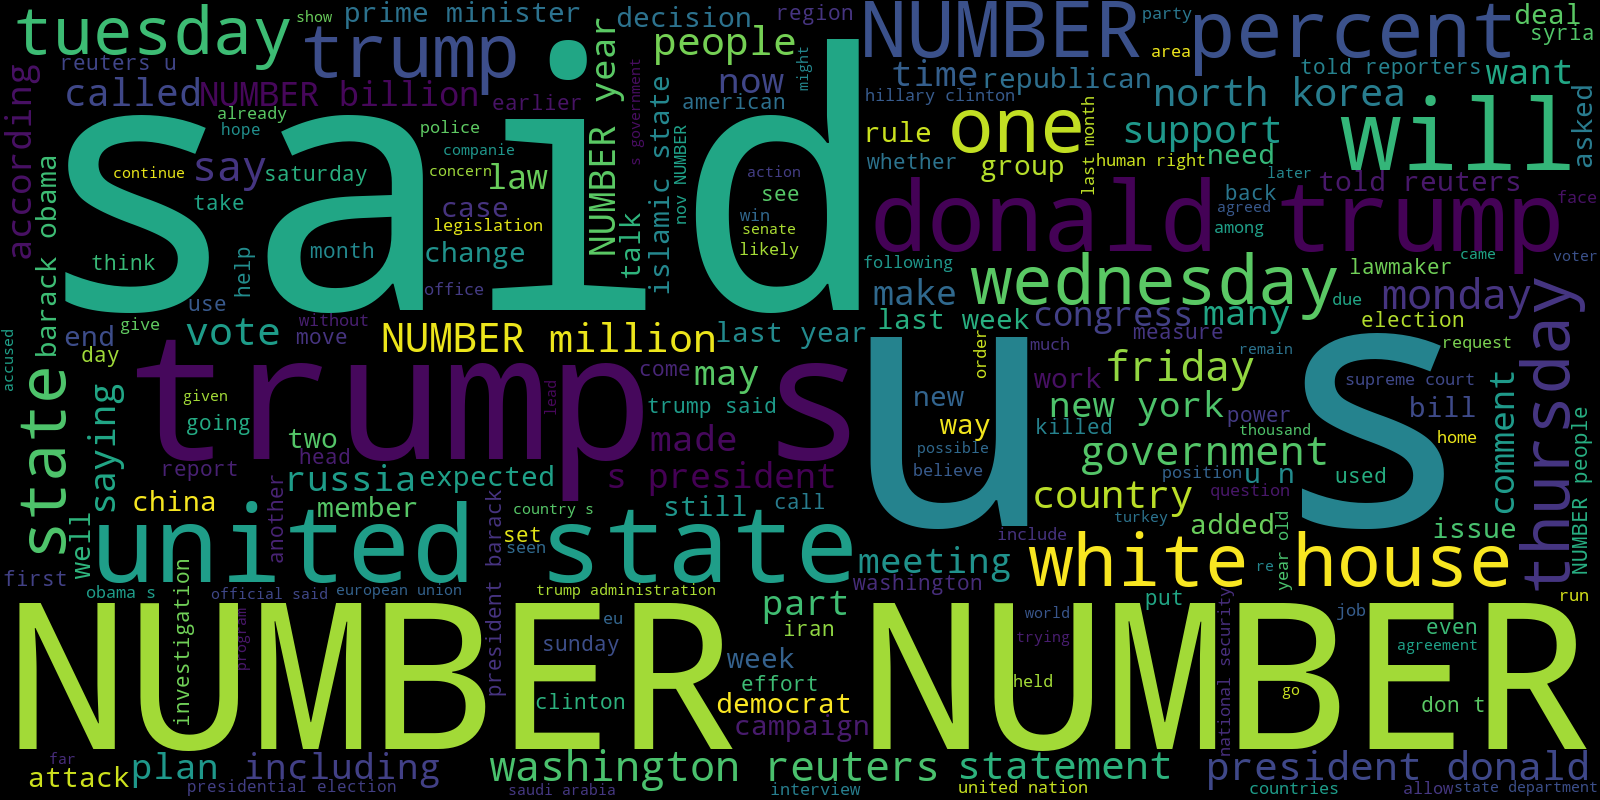 tuesday
show
prime minister
decision
region
NUMBER
party
percent
deal
syria
trump
NUMBER year
people
area
reuters u
called
NUMBER billion
earlier
now
might
american
time
republican
told reporters
want
according
already
hope
police
s government
hillary clinton
north korea
asked
said
companie
concern
islamic state
nov NUMBER
action
rule
one
last month
support
will
whether
group
human right
need
later
continue
say
saturday
law
see
told reuters
face
take
case
legislation
win
senate
likely
donald trump
back
agreed
among
barack obama
think
month
change
talk
help
office
following
wednesday
lawmaker
came
voter
use
make
due
monday
end
give
vote
without
move
NUMBER million
last year
last week
congress
many
measure
election
thursday
accused
day
trump s
come
may
u s
order
much
friday
remain
request
state
saying
given
going
lead
trump said
new
work
new york
supreme court
bill
comment
two
head
made
way
killed
power
thousand
home
NUMBER people
report
russia
expected
s president
possible
believe
government
position
u n
used
china
another
member
country s
still
call
country
question
well
united state
set
seen
turkey
added
year old
issue
first
president barack
include
meeting
white house
re
obama s
official said
european union
trump administration
washington
run
NUMBER NUMBER
investigation
program
eu
part
iran
world
put
job
sunday
week
trying
national security
even
agreement
effort
held
clinton
democrat
go
don t
campaign
far
attack
plan
including
washington reuters
statement
president donald
presidential election
saudi arabia
interview
united nation
countries
allow
state department